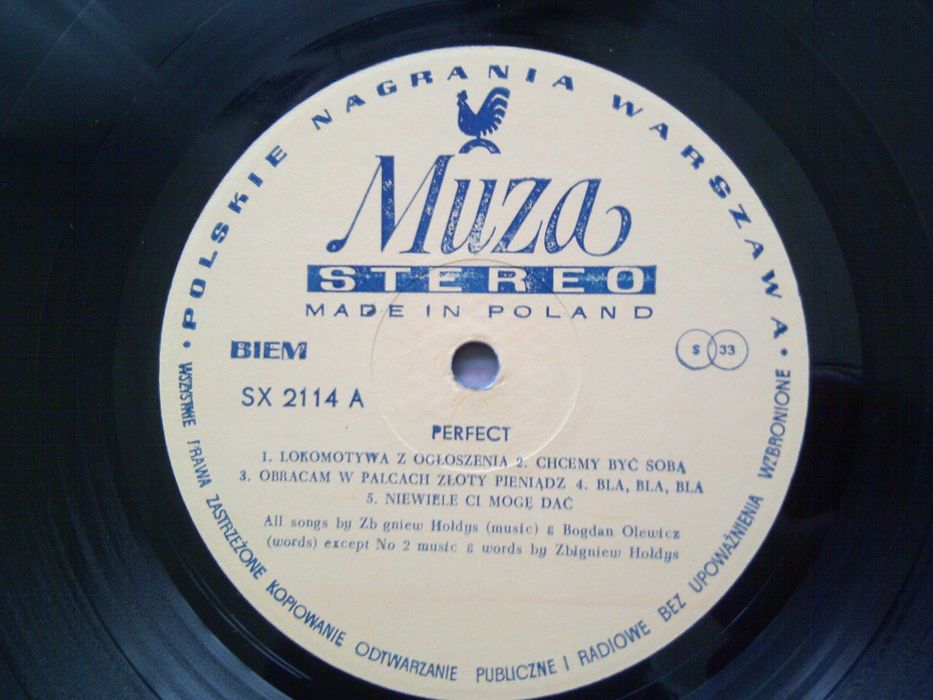 • POLSKIE NAGRANIA WARSZAWA •
Muza
STEREO
MADE IN POLAND
BIEM
S 33
SX 2114 A
PERFECT
1. LOKOMOTYWA Z OGŁOSZENIA 2. CHCEMY BYĆ SOBĄ
3. OBRACAM W PALCACH ZŁOTY PIENIĄDZ 4. BLA, BLA, BLA
5. NIEWIELE CI MOGĘ DAĆ
All songs by Zb gniew Hołdys (music) & Bogdan Olewicz
(words) except No 2 music & words by Zbigniew Hołdys
WSZYSTKIE PRAWA ZASTRZEŻONE KOPIOWANIE ODTWARZANIE PUBLICZNE I RADIOWE BEZ UPOWAŻNIENIA WZBRONIONE